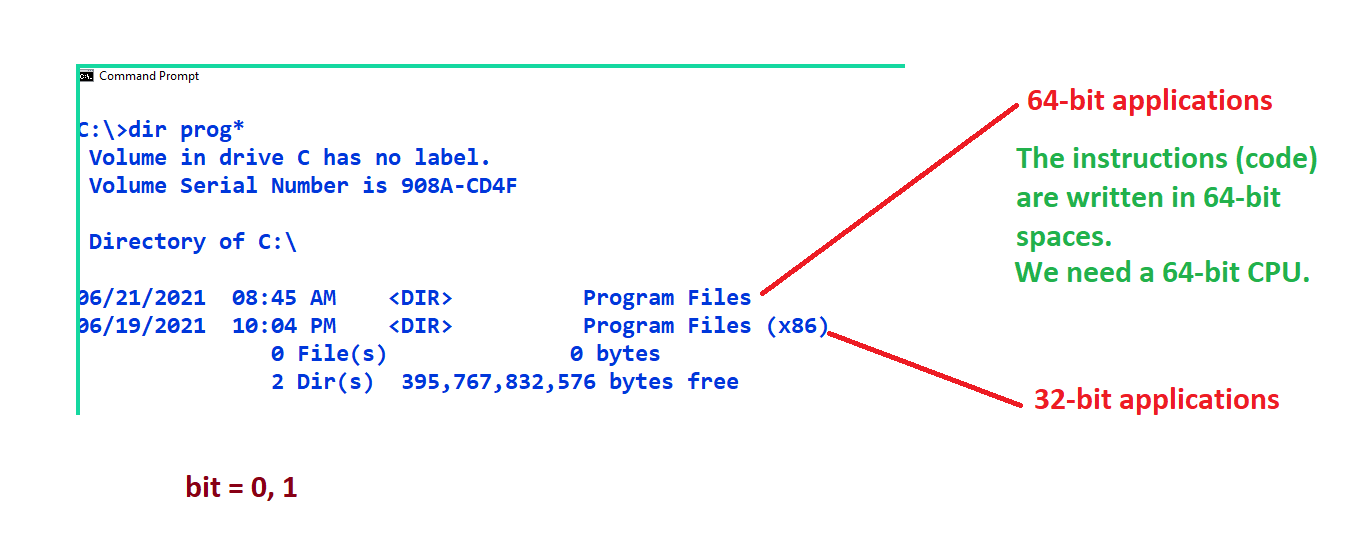 Command Prompt
C:\>dir prog*
Volume in drive C has no label.
Volume Serial Number is 908A-CD4F
Directory of C:\
06/21/2021  08:45 AM    <DIR>          Program Files
06/19/2021  10:04 PM    <DIR>          Program Files (x86)
0 File(s)              0 bytes
2 Dir(s)  395,767,832,576 bytes free
64-bit applications
The instructions (code)
are written in 64-bit
spaces.
We need a 64-bit CPU.
32-bit applications
bit = 0, 1